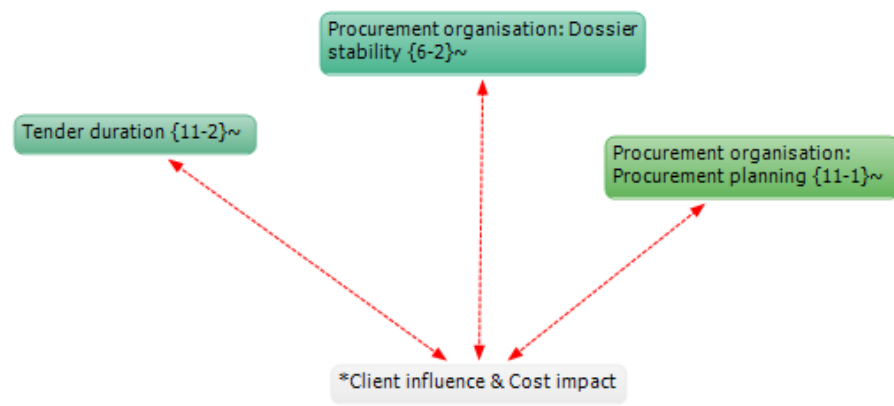 Procurement organisation: Dossier
stability {6-2}~
Tender duration {11-2}~
Procurement organisation:
Procurement planning {11-1}~
*Client influence & Cost impact